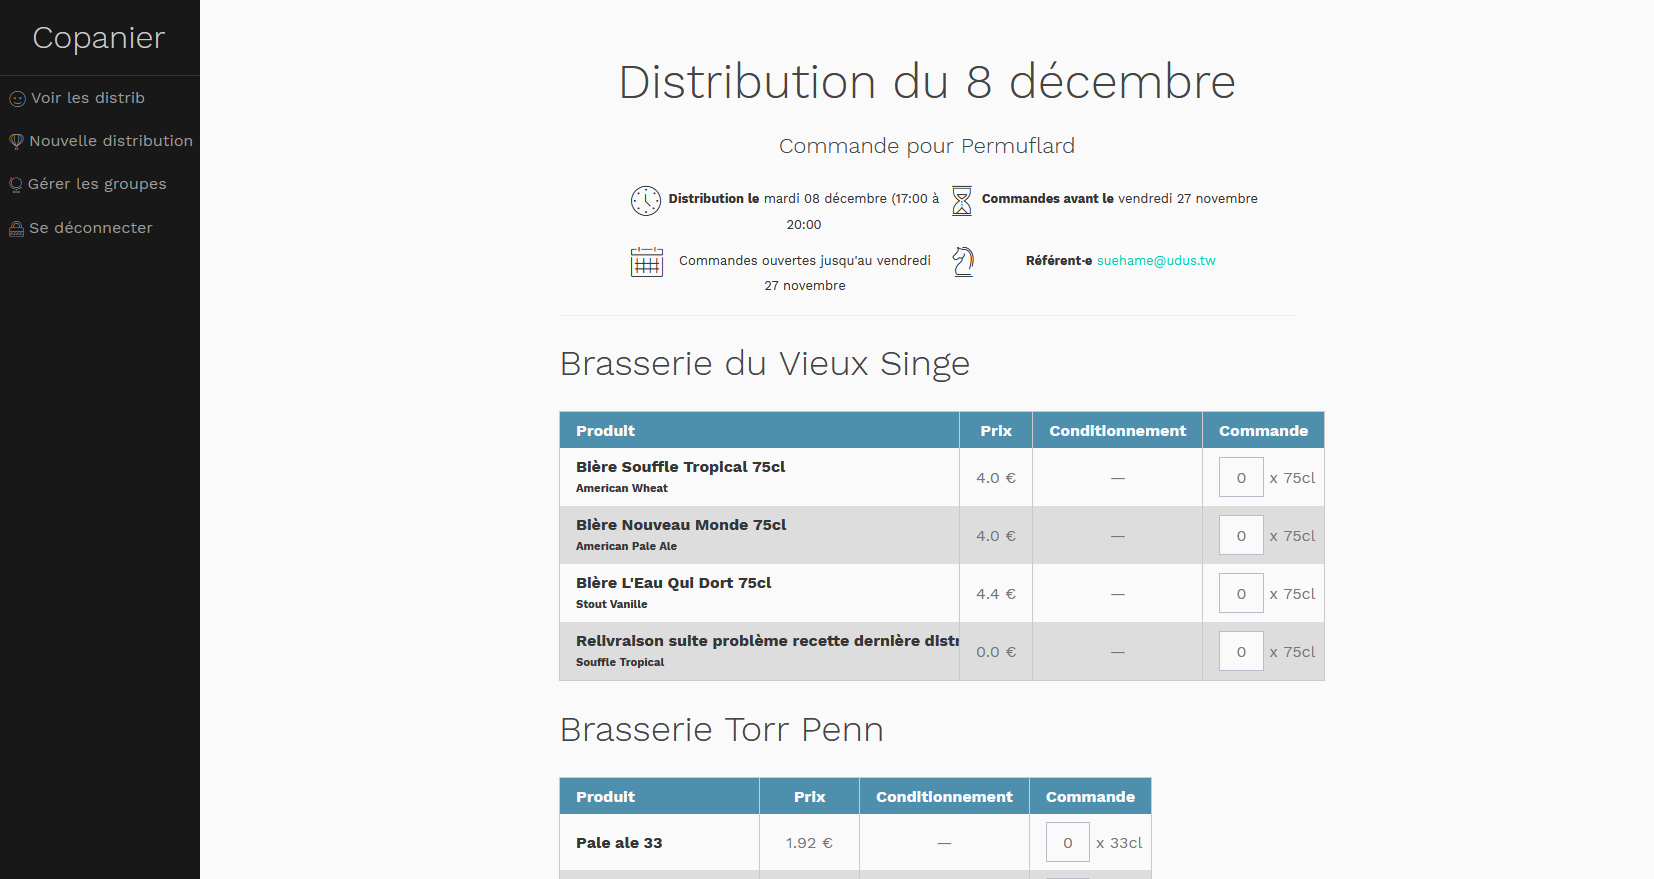 Copanier
Voir les distrib
Nouvelle distribution
Gérer les groupes
Se déconnecter
Distribution du 8 décembre
Commande pour Permuflard
Distribution le mardi 08 décembre (17:00 à
20:00
Commandes avant le vendredi 27 novembre
Commandes ouvertes jusqu'au vendredi
27 novembre
Référent·e suehame@udus.tw
Brasserie du Vieux Singe
Produit Prix Conditionnement Commande
Bière Souffle Tropical 75cl
American Wheat
4.0 € — 0 x 75cl
Bière Nouveau Monde 75cl
American Pale Ale
4.0 € — 0 x 75cl
Bière L'Eau Qui Dort 75cl
Stout Vanille
4.4 € — 0 x 75cl
Relivraison suite problème recette dernière distr
Souffle Tropical
0.0 € — 0 x 75cl
Brasserie Torr Penn
Produit Prix Conditionnement Commande
Pale ale 33 1.92 € — 0 x 33cl